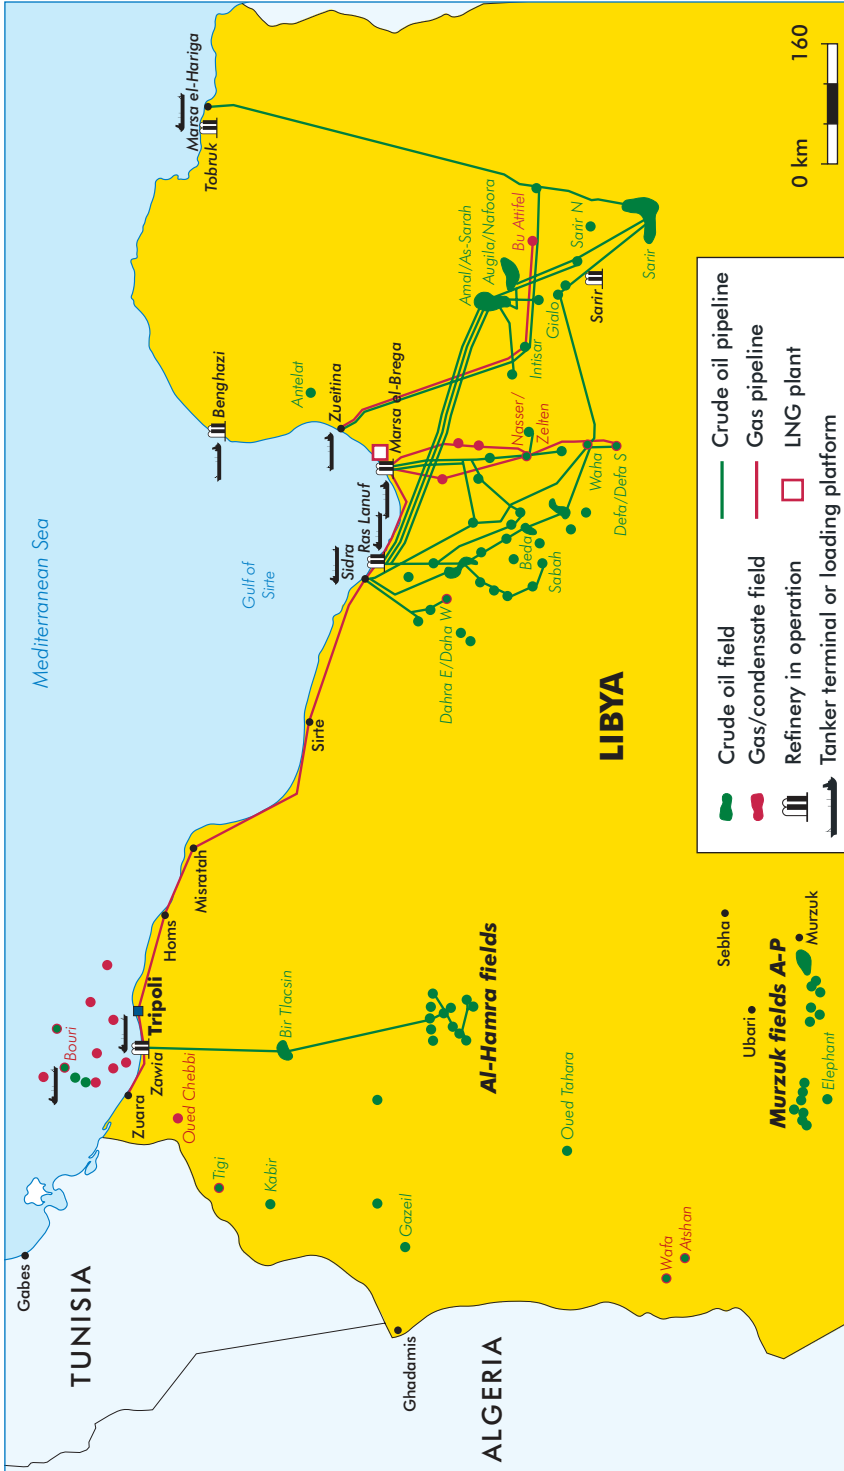 Mediterranean Sea
Gulf of
Sirte
TUNISIA
ALGERIA
LIBYA
Gabes
Ghadamis
Zuara
Zawia
Tripoli
Homs
Misratah
Sirte
Sidra
Ras Lanuf
Marsa el-Brega
Zueitina
Benghazi
Tobruk
Marsa el-Hariga
Bouri
Oued Chebbi
Tigi
Kabir
Gazeil
Bir Tlacsin
Al-Hamra fields
Oued Tahara
Wafa
Atshan
Ubari
Sebha
Murzuk fields A-P
Murzuk
Elephant
Antelat
Dahra E/Daha W
Beda
Sabah
Nasser/
Zelten
Waha
Defa/Defa S
Intisar
Gialo
Amal/As-Sarah
Augila/Nafoora
Bu Attifel
Sarir N
Sarir
Sarir
Crude oil field
Gas/condensate field
Refinery in operation
Tanker terminal or loading platform
Crude oil pipeline
Gas pipeline
LNG plant
0 km
160